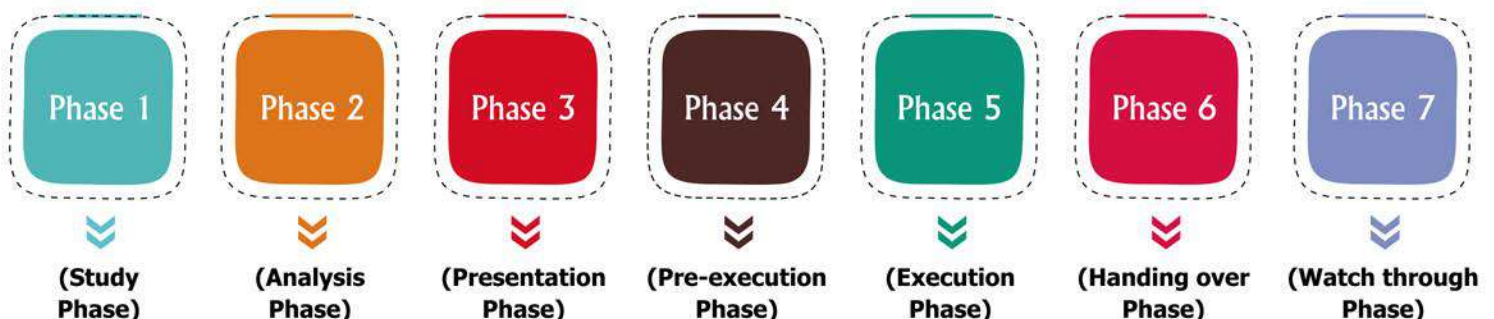 Phase 1
Phase 2
Phase 3
Phase 4
Phase 5
Phase 6
Phase 7
(Study
Phase)
(Analysis
Phase)
(Presentation
Phase)
(Pre-execution
Phase)
(Execution
Phase)
(Handing over
Phase)
(Watch through
Phase)